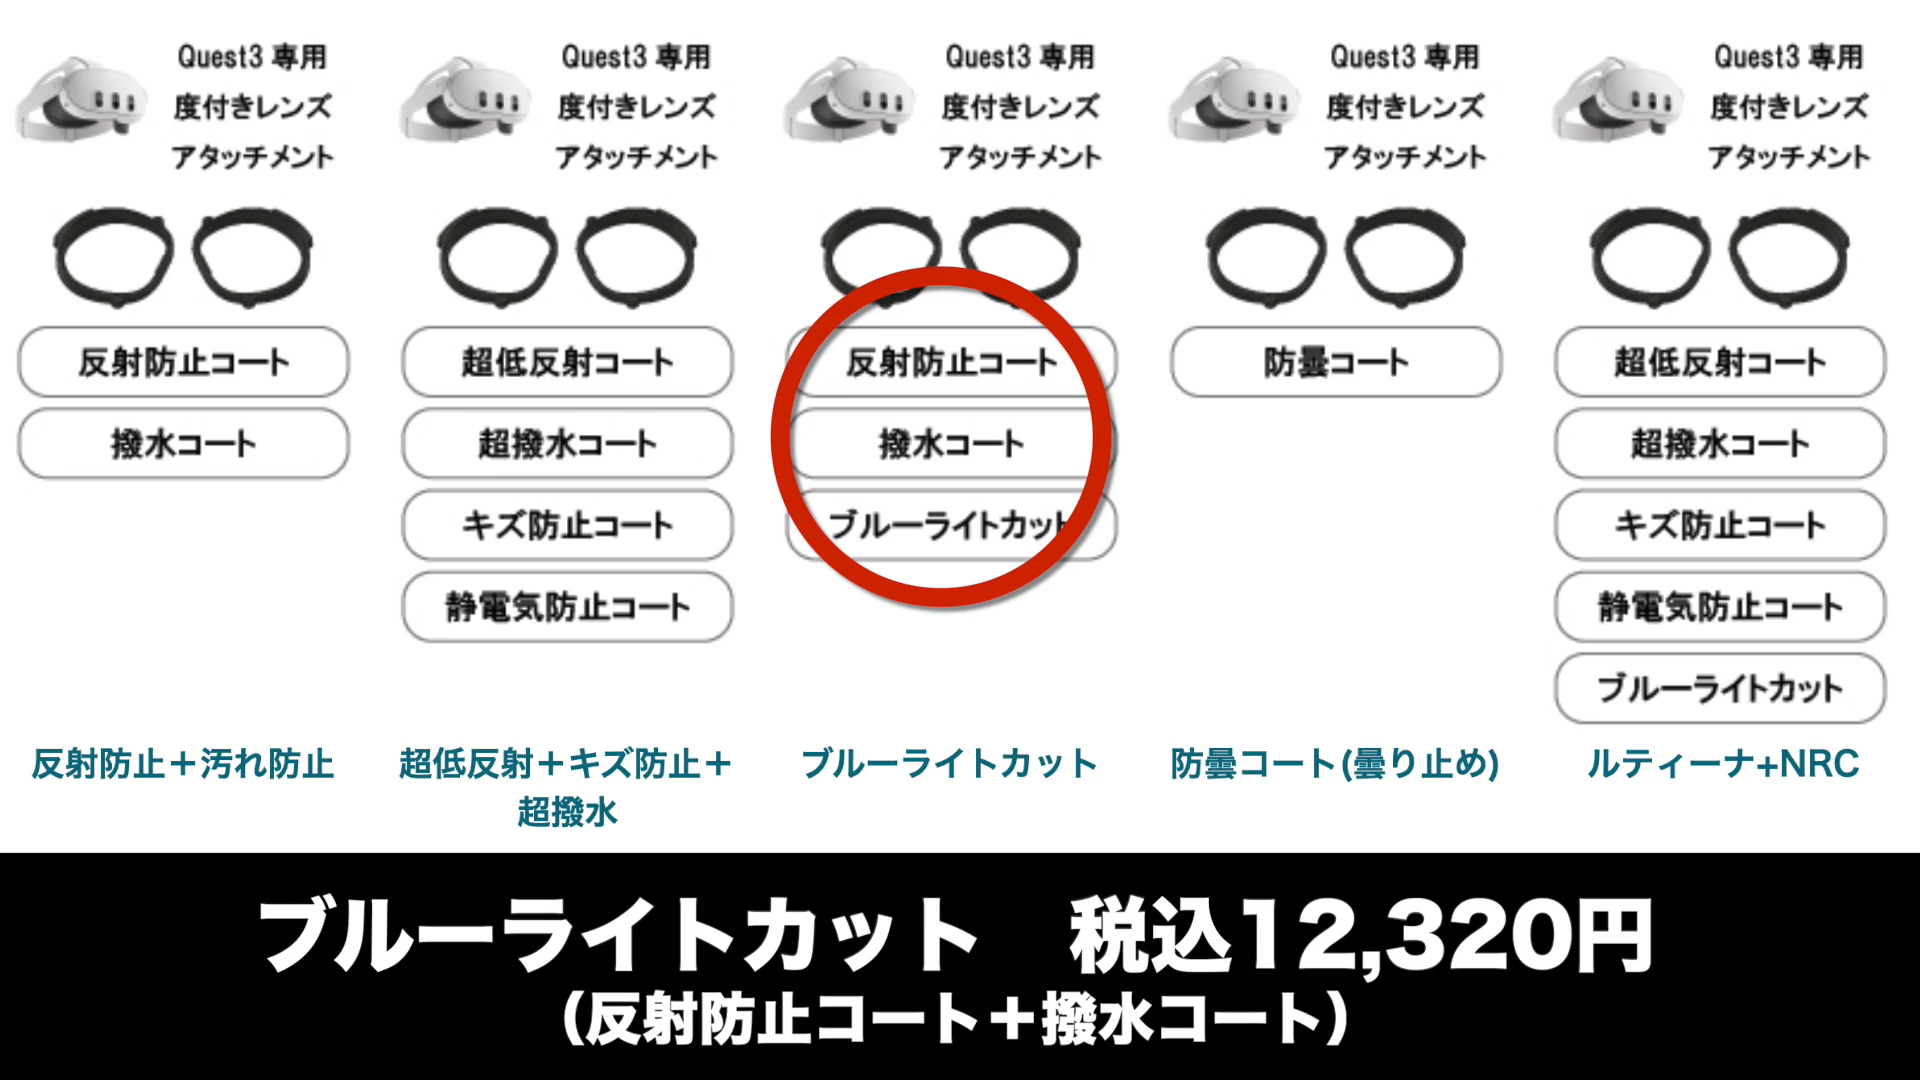 Quest3 専用
度付きレンズ
アタッチメント
反射防止コート
撥水コート
反射防止＋汚れ防止
Quest3 専用
度付きレンズ
アタッチメント
超低反射コート
超撥水コート
キズ防止コート
静電気防止コート
超低反射＋キズ防止＋
超撥水
Quest3 専用
度付きレンズ
アタッチメント
反射防止コート
撥水コート
ブルーライトカット
ブルーライトカット
Quest3 専用
度付きレンズ
アタッチメント
防曇コート
防曇コート(曇り止め)
Quest3 専用
度付きレンズ
アタッチメント
超低反射コート
超撥水コート
キズ防止コート
静電気防止コート
ブルーライトカット
ルティーナ+NRC
ブルーライトカット　税込12,320円
（反射防止コート＋撥水コート）